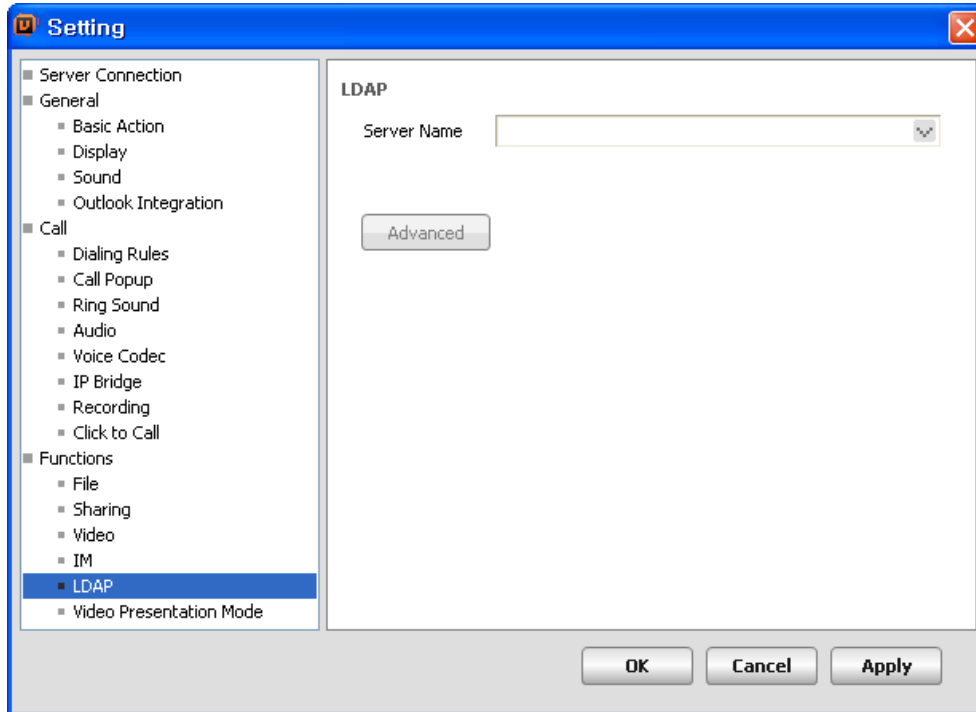 Setting
Server Connection
General
Basic Action
Display
Sound
Outlook Integration
Call
Dialing Rules
Call Popup
Ring Sound
Audio
Voice Codec
IP Bridge
Recording
Click to Call
Functions
File
Sharing
Video
IM
LDAP
Video Presentation Mode
LDAP
Server Name
Advanced
OK Cancel Apply